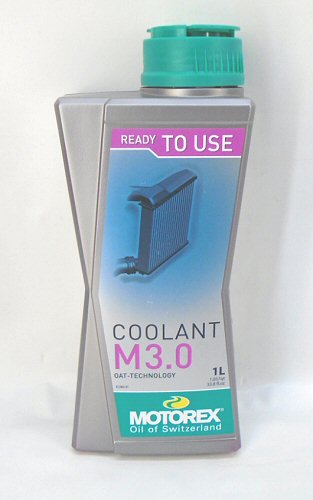 READY TO USE
COOLANT
M3.0
OAT-TECHNOLOGY
1L
MOTOREX
Oil of Switzerland